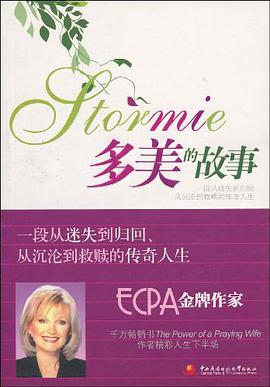 Stormie
多美的故事
一段从迷失到归回、
从沉沦到救赎的传奇人生
一段从迷失到归回、
从沉沦到救赎的传奇人生
ECPA金牌作家
千万畅销书The Power of a Praying Wife
作者精彩人生下半场